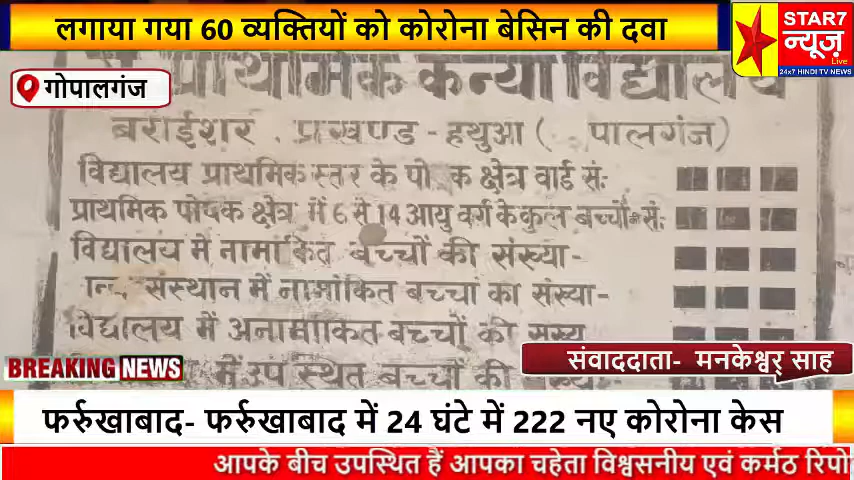 लगाया गया 60 व्यक्तियों को कोरोना बेसिन की दवा
START7
न्यूज़
Live
24x7 HINDI TV NEWS
गोपालगंज
प्राथमिक कन्या विद्यालय
बराईशर, प्रखण्ड - हथुआ ( पालगंज)
विद्यालय प्राथमिक स्तर के क्षेत्र वार्ड सं:
प्राथमिक पोषक क्षेत्र में 6 से 14 आयु वर्ग के कुल बच्चों सं:
विद्यालय में नामांकित बच्चों की संख्या-
संस्थान में नामांकित बच्चों का संख्या-
विद्यालय में अनामांकित बच्चों की
BREAKING NEWS
में उपस्थित बच्चों की
संवाददाता- मनकेश्वर् साह
फर्रुखाबाद- फर्रुखाबाद में 24 घंटे में 222 नए कोरोना केस
आपके बीच उपस्थित हैं आपका चहेता विश्वसनीय एवं कर्मठ रिपो